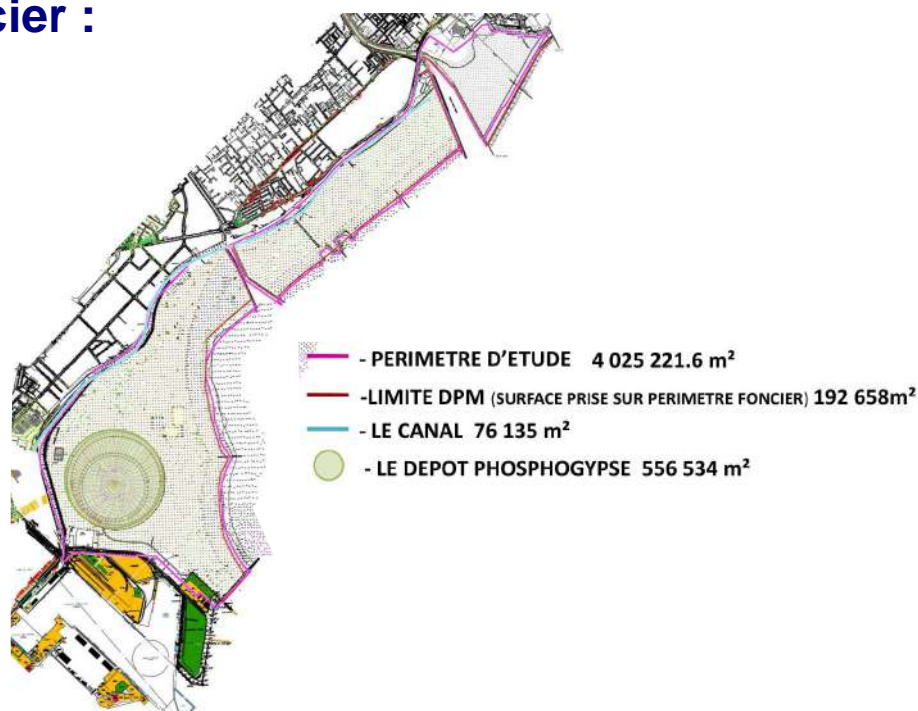 cier :
- PERIMETRE D'ETUDE 4 025 221.6 m²
-LIMITE DPM (SURFACE PRISE SUR PERIMETRE FONCIER) 192 658m²
- LE CANAL 76 135 m²
- LE DEPOT PHOSPHOGYPSE 556 534 m²